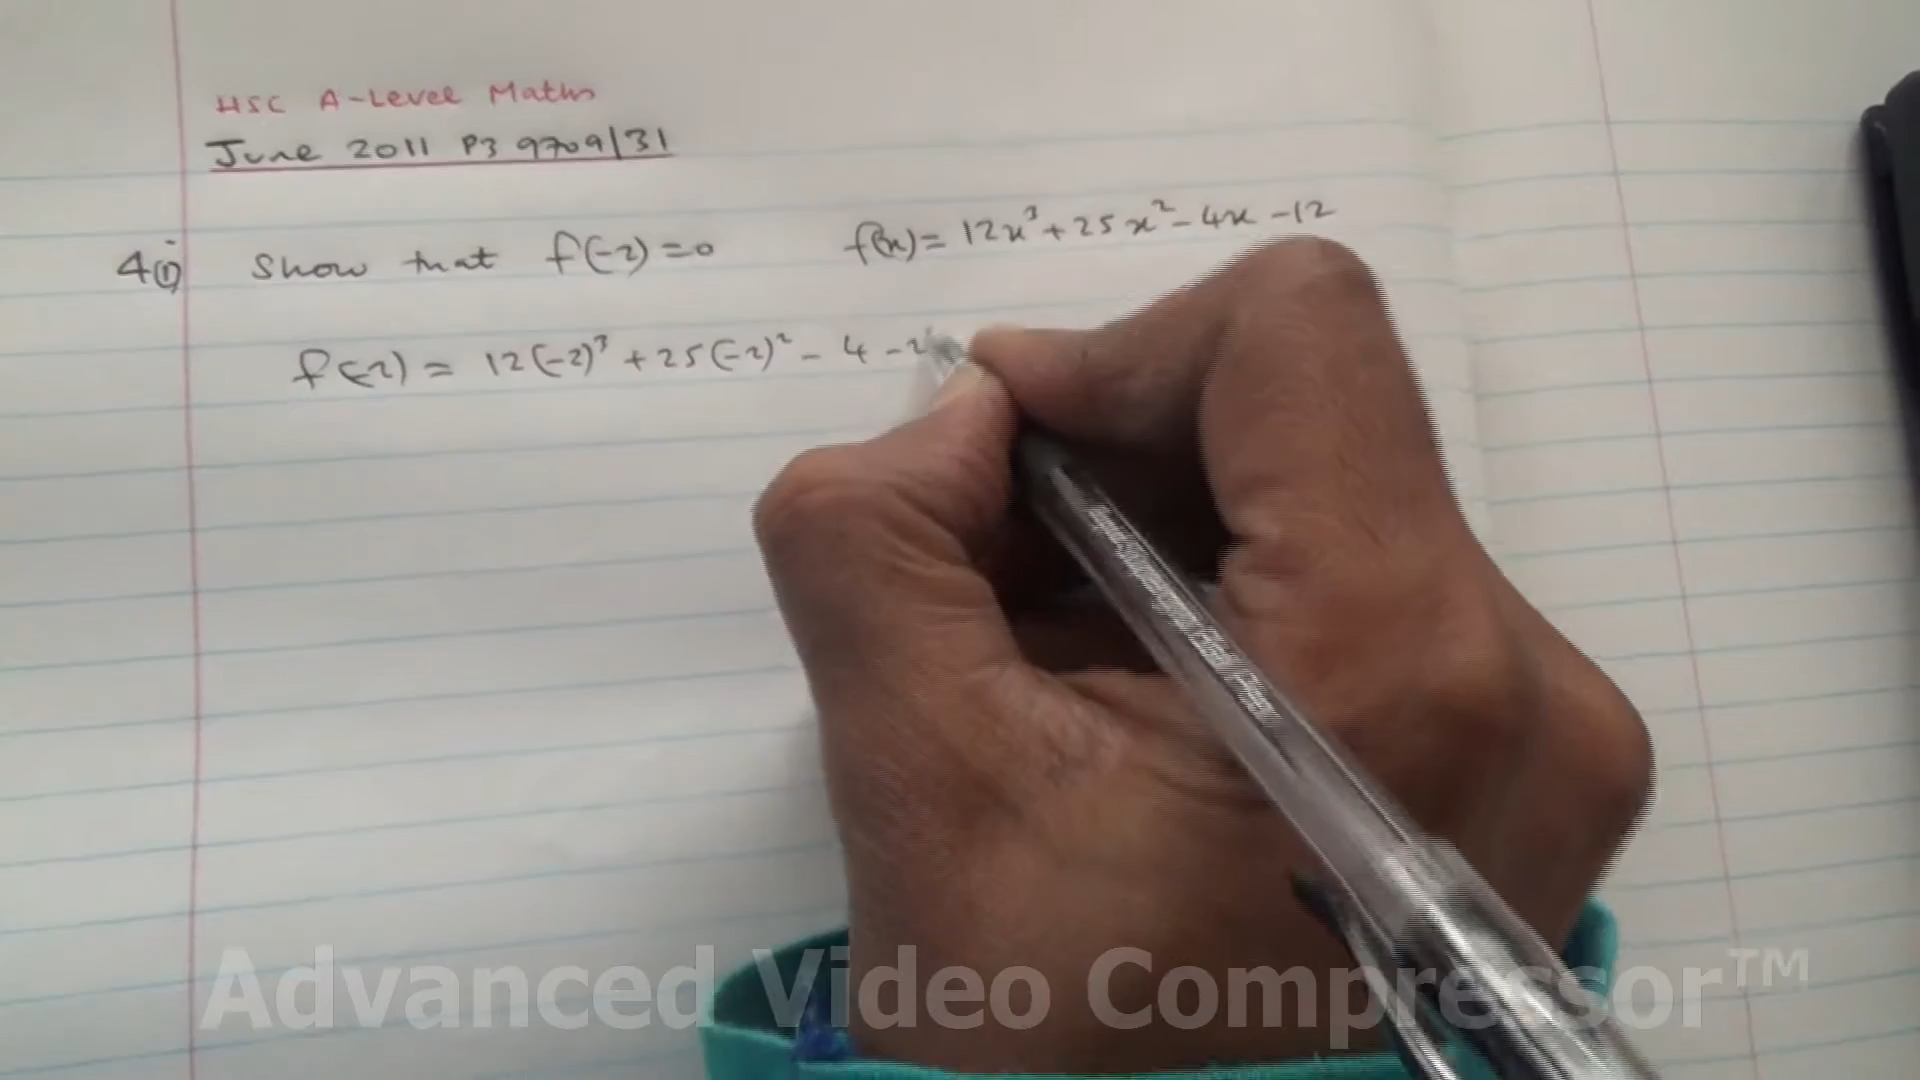 HSC A-Level Maths
June 2011 P3 9709/31
4(i) Show that f(-2)=0 f(x)= 12x³+25x²-4x-12
f(-2) = 12(-2)³ +25(-2)² - 4 -2
Advanced Video Compressor™